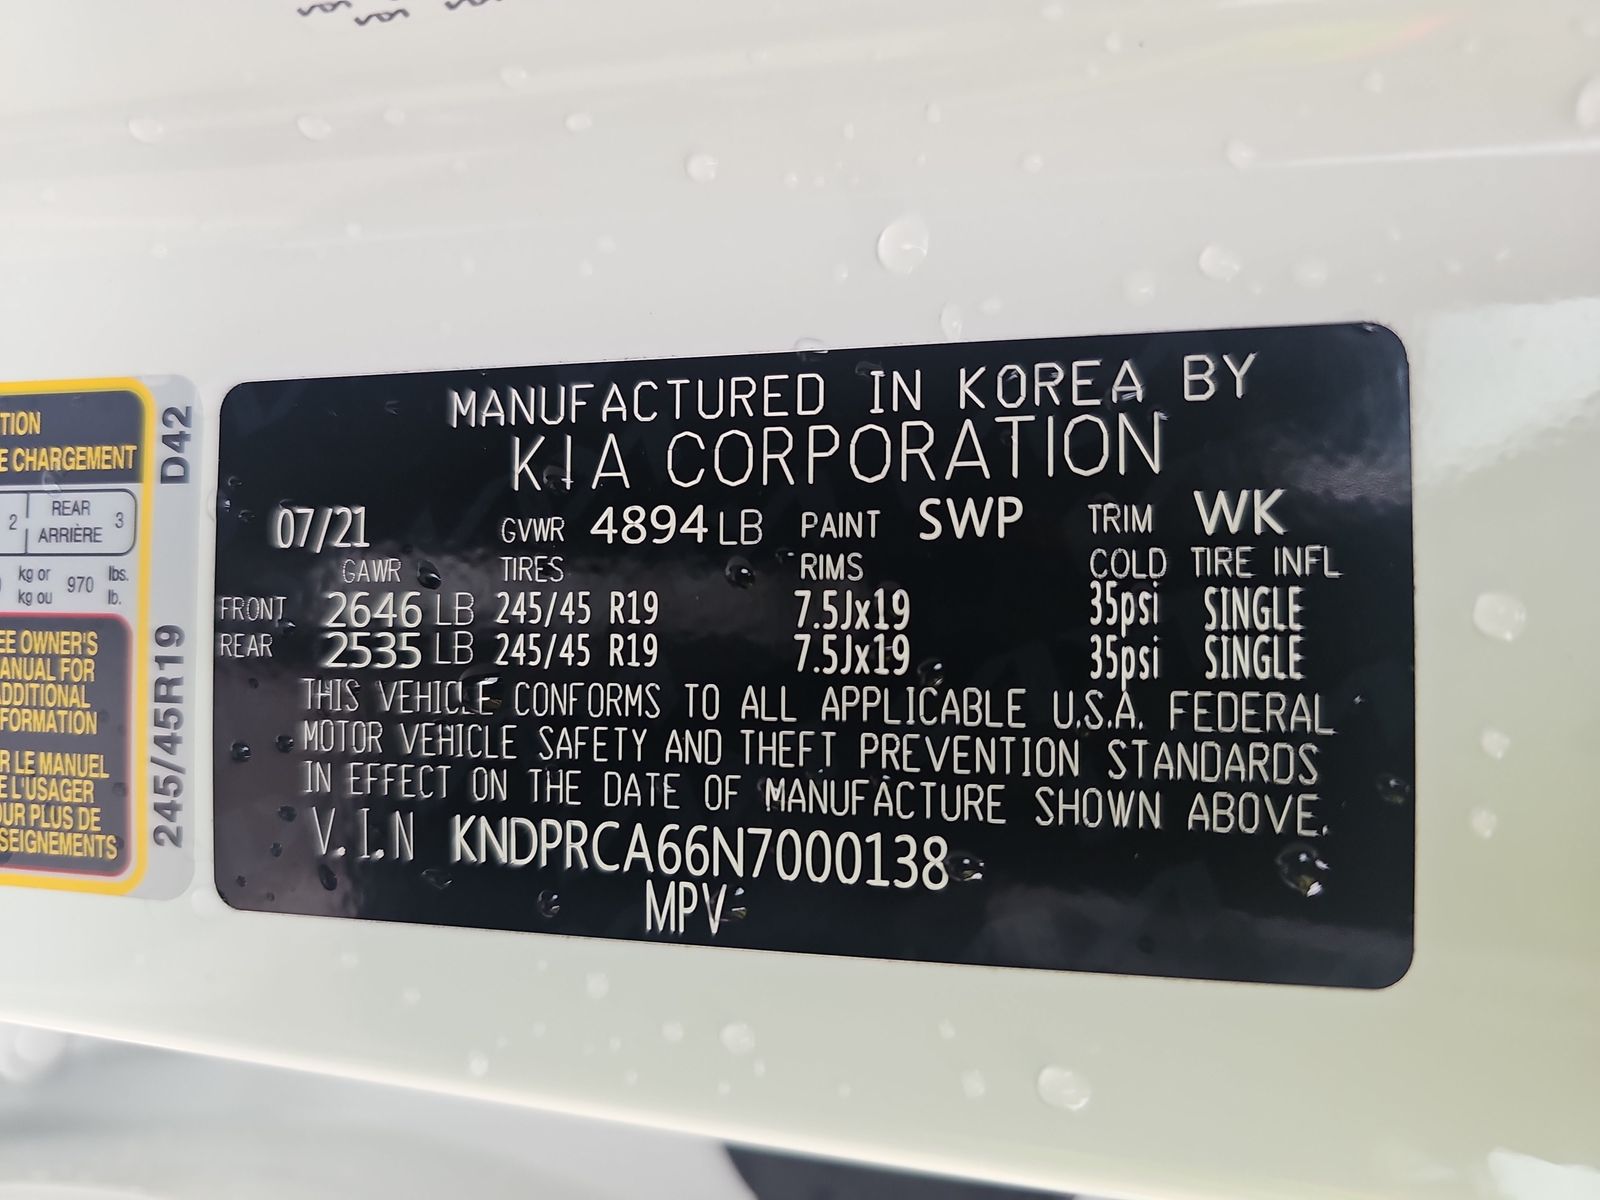 TION
E CHARGEMENT
2 REAR 3
ARRIÈRE
kg or 970 lbs.
kg ou lb.
EE OWNER'S
ANUAL FOR
ADDITIONAL
FORMATION
R LE MANUEL
E L'USAGER
OUR PLUS DE
SEIGNEMENTS
D42
245/45R19
MANUFACTURED IN KOREA BY
KIA CORPORATION
07/21 GVWR 4894 LB PAINT SWP TRIM WK
GAWR TIRES RIMS COLD TIRE INFL
FRONT 2646 LB 245/45 R19 7.5Jx19 35psi SINGLE
REAR 2535 LB 245/45 R19 7.5Jx19 35psi SINGLE
THIS VEHICLE CONFORMS TO ALL APPLICABLE U.S.A. FEDERAL
MOTOR VEHICLE SAFETY AND THEFT PREVENTION STANDARDS
IN EFFECT ON THE DATE OF MANUFACTURE SHOWN ABOVE.
V.I.N KNDPRCA66N7000138
MPV